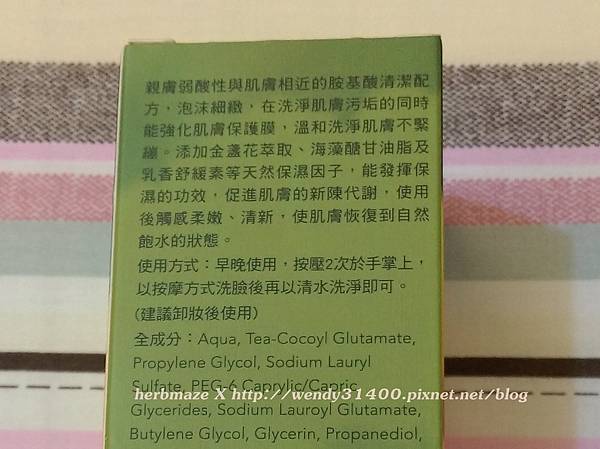 親膚弱酸性與肌膚相近的胺基酸清潔配
方，泡沫細緻，在洗淨肌膚污垢的同時
能強化肌膚保護膜，溫和洗淨肌膚不緊
繃。添加金盞花萃取、海藻醣甘油脂及
乳香舒緩素等天然保濕因子，能發揮保
濕的功效，促進肌膚的新陳代謝，使用
後觸感柔嫩、清新，使肌膚恢復到自然
飽水的狀態。
使用方式：早晚使用，按壓2次於手掌上，
以按摩方式洗臉後再以清水洗淨即可。
(建議卸妝後使用)
全成分：Aqua, Tea-Cocoyl Glutamate,
Propylene Glycol, Sodium Lauryl
Sulfate, PEG-6 Caprylic/Capric
herbmaze X http://wendy31400.pixnet.net/blog
Glycerides, Sodium Lauroyl Glutamate,
Butylene Glycol, Glycerin, Propanediol,